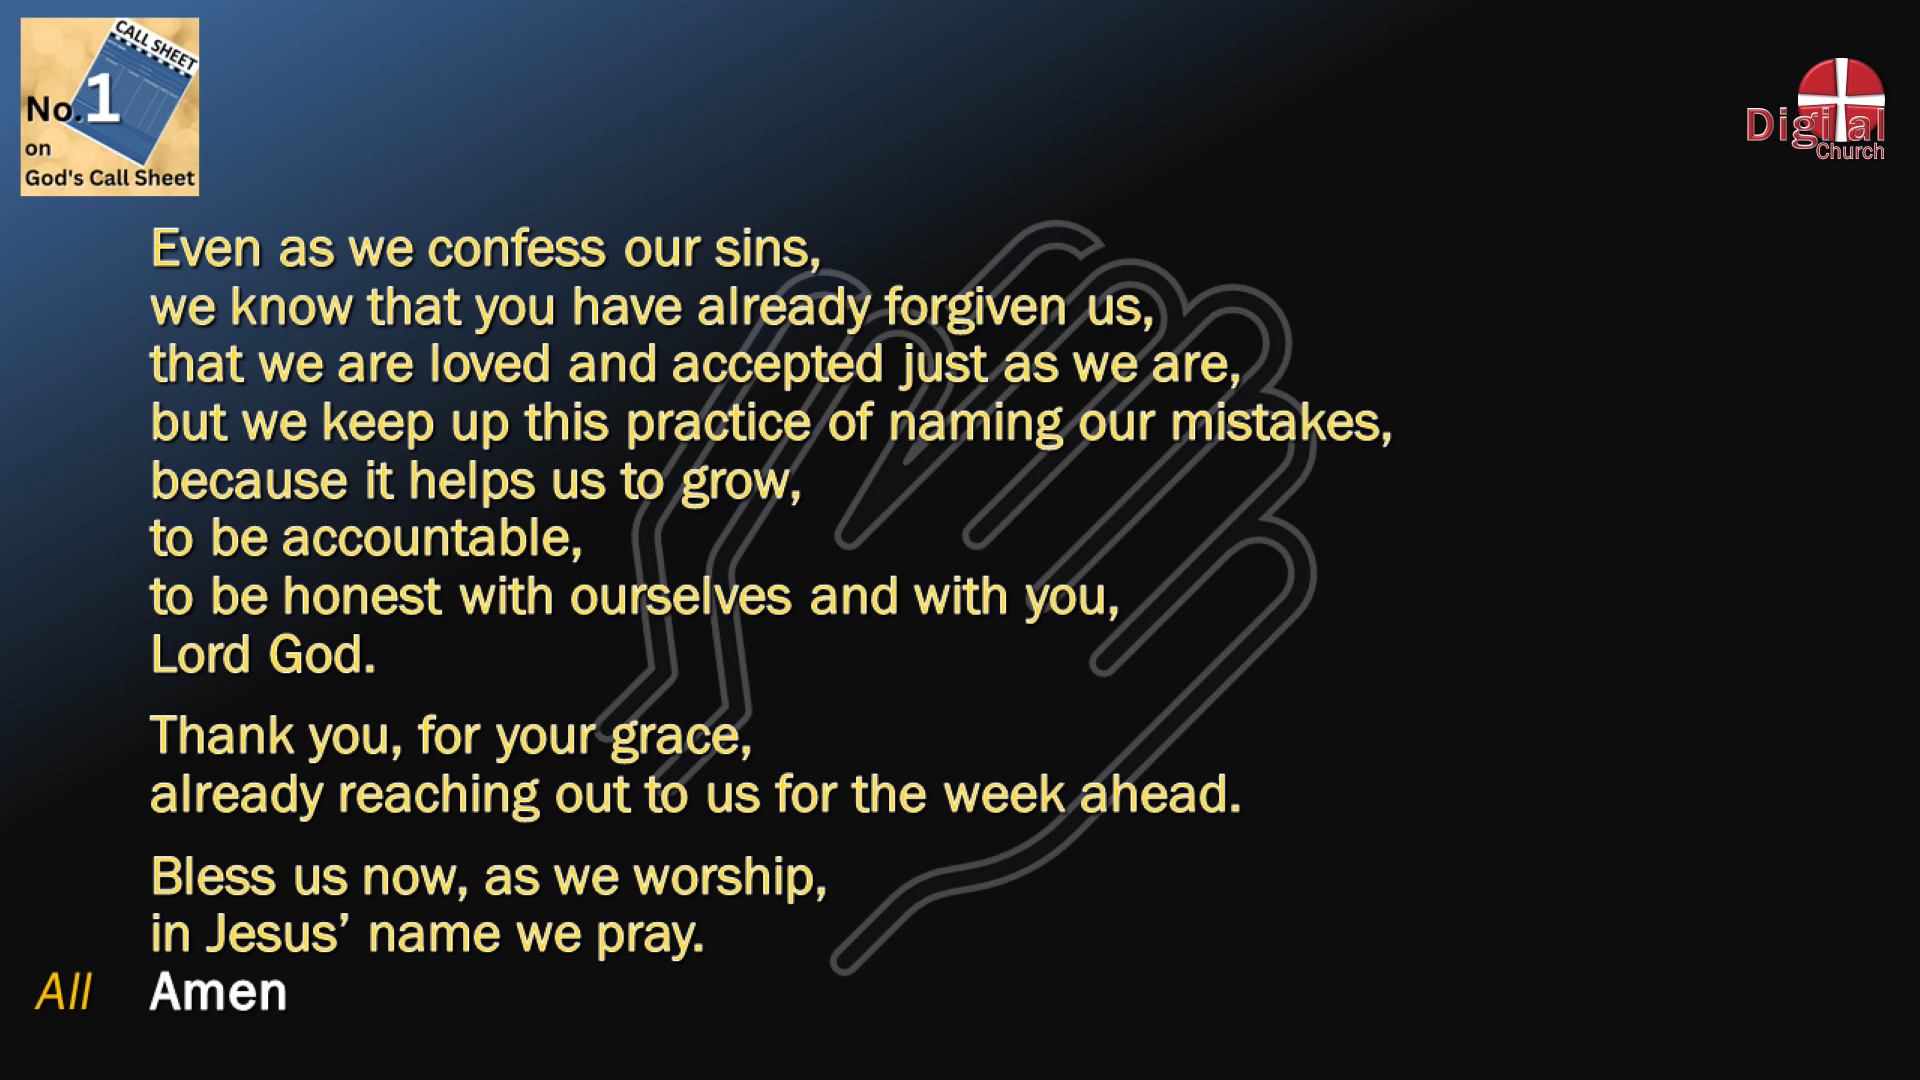 CALL SHEET
No.1
on
God's Call Sheet
Digital
Church
Even as we confess our sins,
we know that you have already forgiven us,
that we are loved and accepted just as we are,
but we keep up this practice of naming our mistakes,
because it helps us to grow,
to be accountable,
to be honest with ourselves and with you,
Lord God.
Thank you, for your grace,
already reaching out to us for the week ahead.
Bless us now, as we worship,
in Jesus’ name we pray.
All Amen